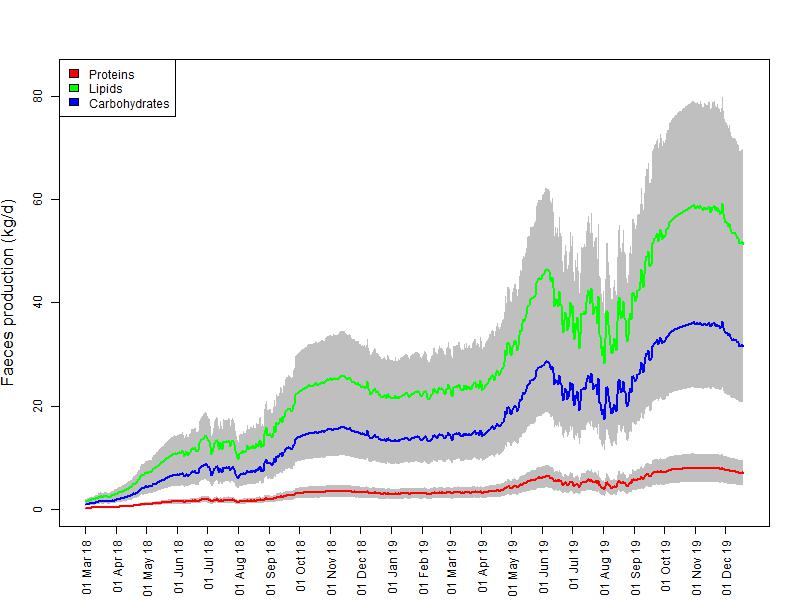 Proteins
Lipids
Carbohydrates
Faeces production (kg/d)
80
60
40
20
0
01 Mar 18
01 Apr 18
01 May 18
01 Jun 18
01 Jul 18
01 Aug 18
01 Sep 18
01 Oct 18
01 Nov 18
01 Dec 18
01 Jan 19
01 Feb 19
01 Mar 19
01 Apr 19
01 May 19
01 Jun 19
01 Jul 19
01 Aug 19
01 Sep 19
01 Oct 19
01 Nov 19
01 Dec 19